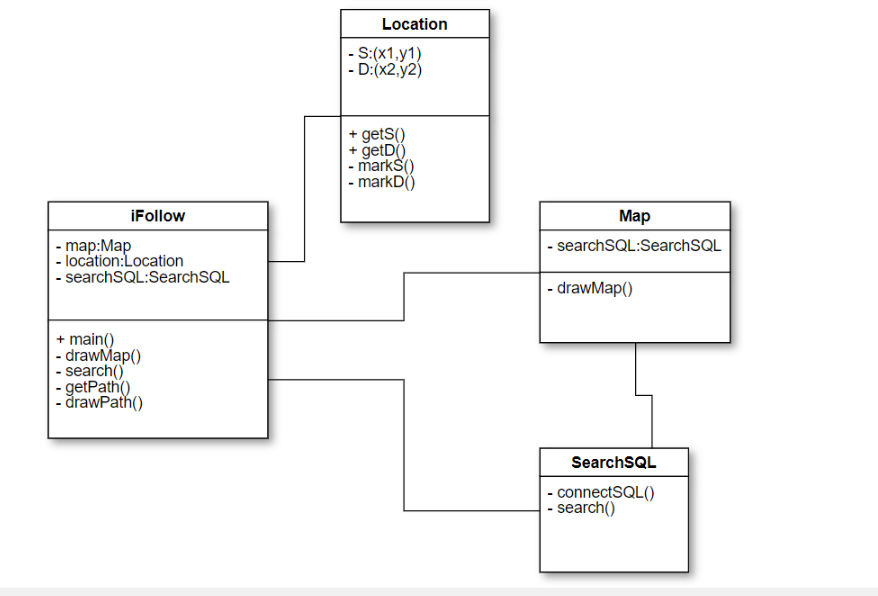 Location
- S:(x1,y1)
- D:(x2,y2)
+ getS()
+ getD()
- markS()
- markD()
iFollow
- map:Map
- location:Location
- searchSQL:SearchSQL
+ main()
- drawMap()
- search()
- getPath()
- drawPath()
Map
- searchSQL:SearchSQL
- drawMap()
SearchSQL
- connectSQL()
- search()